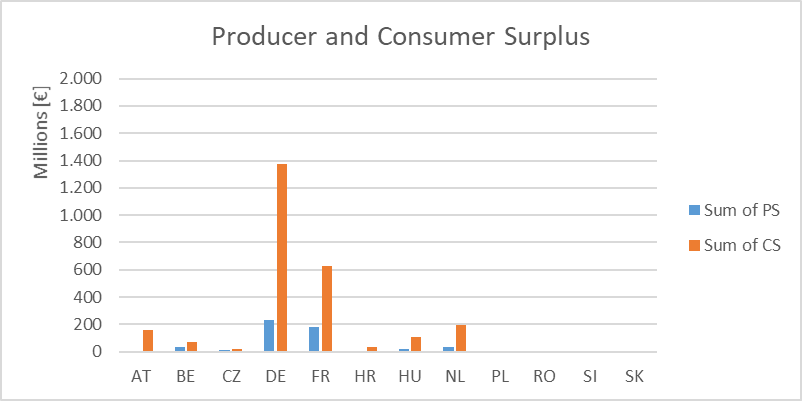 Producer and Consumer Surplus
Millions [€]
2.000
1.800
1.600
1.400
1.200
1.000
800
600
400
200
0
AT BE CZ DE FR HR HU NL PL RO SI SK
Sum of PS
Sum of CS